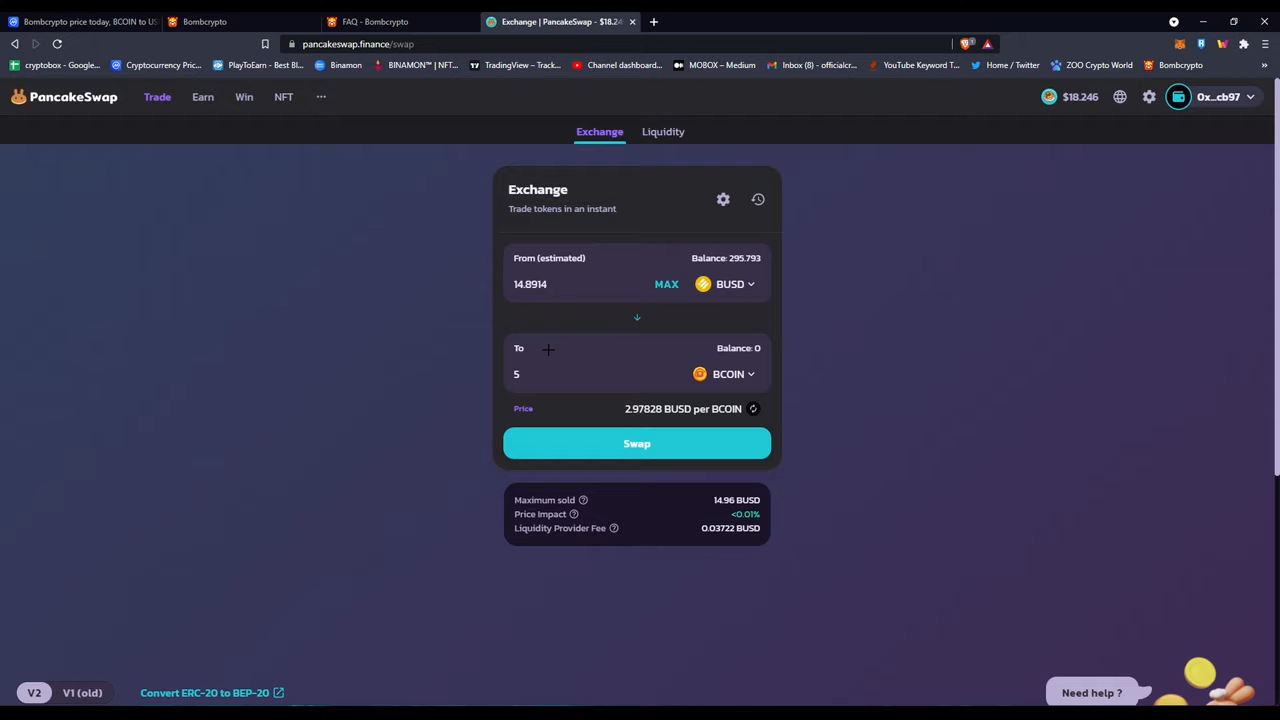 Bombcrypto price today, BCOIN to US
Bombcrypto
FAQ - Bombcrypto
Exchange | PancakeSwap - $18.24
pancakeswap.finance/swap
cryptobox - Google...
Cryptocurrency Pric...
PlayToEarn - Best Bl...
Binamon
BINAMON™ | NFT...
TradingView – Track...
Channel dashboard...
MOBOX – Medium
Inbox (8) - officialcr...
YouTube Keyword T...
Home / Twitter
ZOO Crypto World
Bombcrypto
PancakeSwap
Trade
Earn
Win
NFT
$18.246
0x...cb97
Exchange
Liquidity
Exchange
Trade tokens in an instant
From (estimated)
Balance: 295.793
14.8914
MAX
BUSD
To
Balance: 0
5
BCOIN
Price
2.97828 BUSD per BCOIN
Swap
Maximum sold
14.96 BUSD
Price Impact
<0.01%
Liquidity Provider Fee
0.03722 BUSD
V2
V1 (old)
Convert ERC-20 to BEP-20
Need help ?